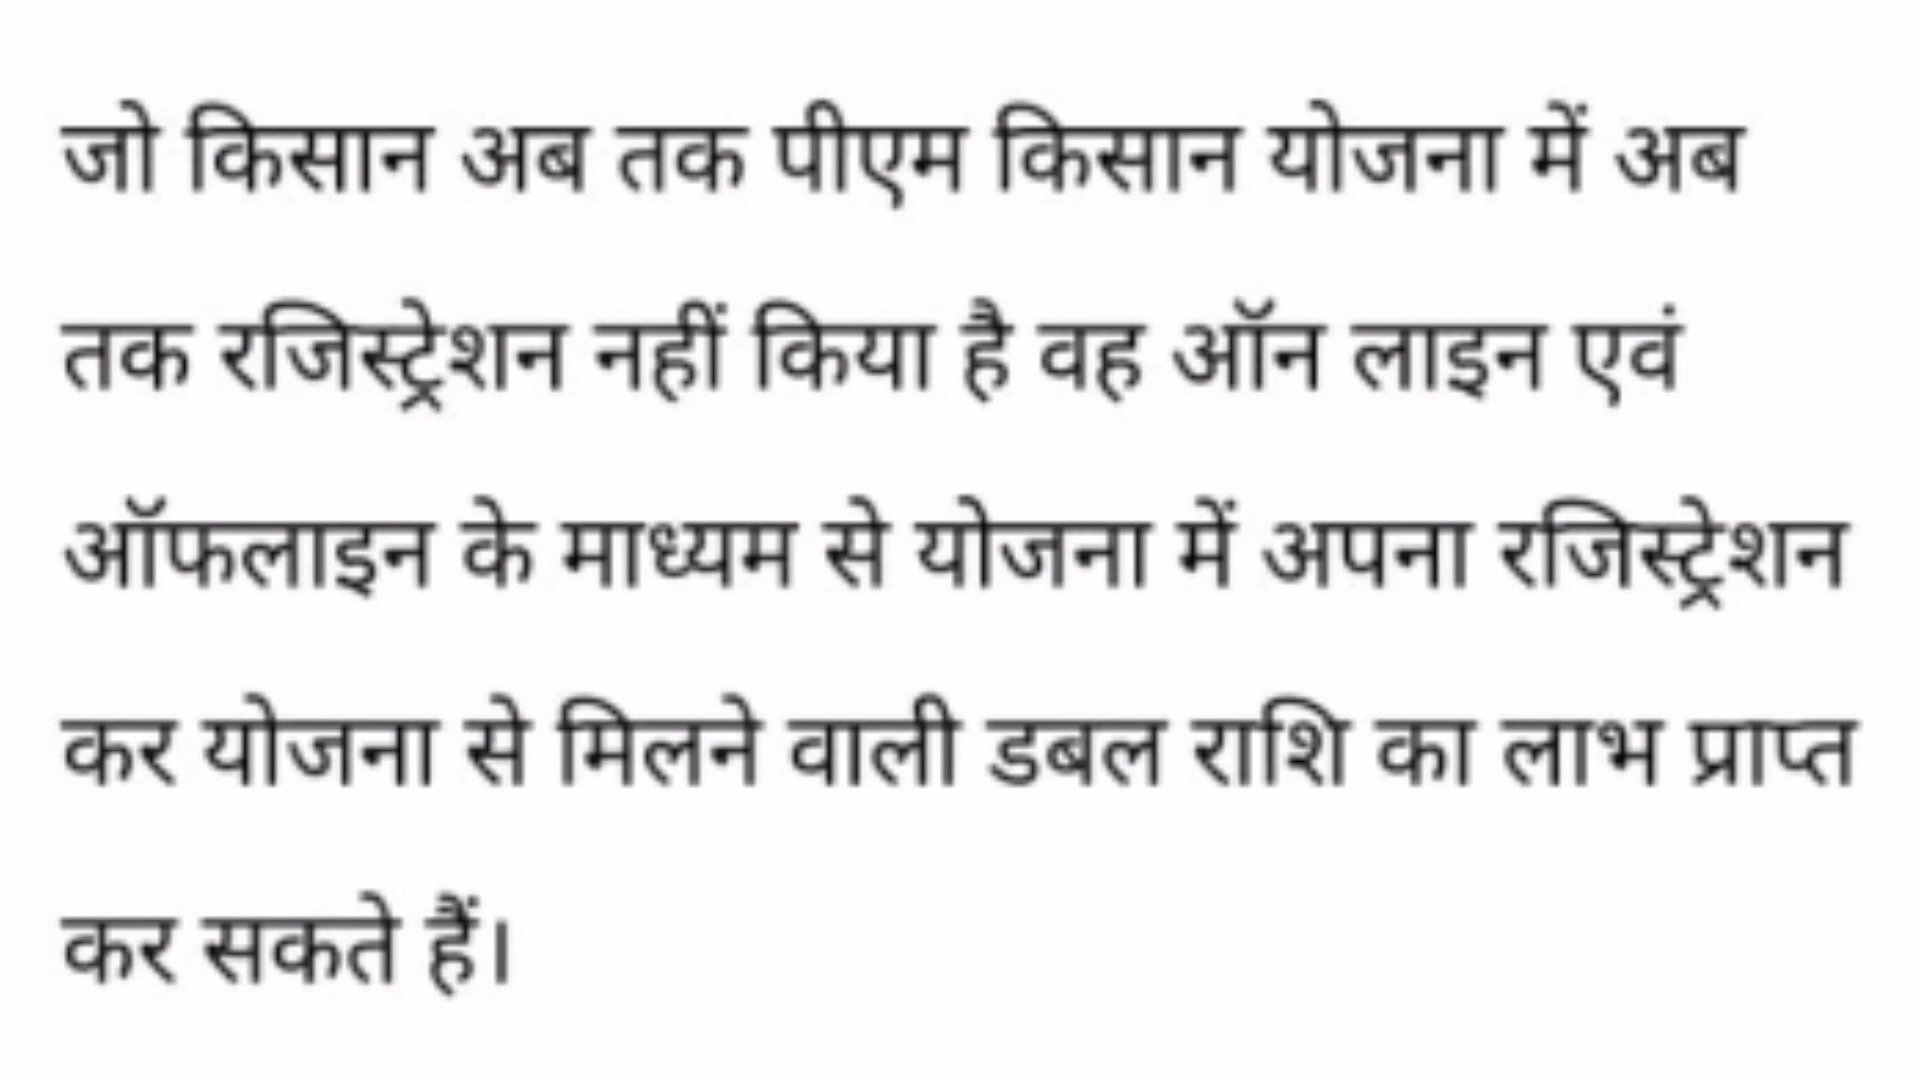 जो किसान अब तक पीएम किसान योजना में अब
तक रजिस्ट्रेशन नहीं किया है वह ऑन लाइन एवं
ऑफलाइन के माध्यम से योजना में अपना रजिस्ट्रेशन
कर योजना से मिलने वाली डबल राशि का लाभ प्राप्त
कर सकते हैं।